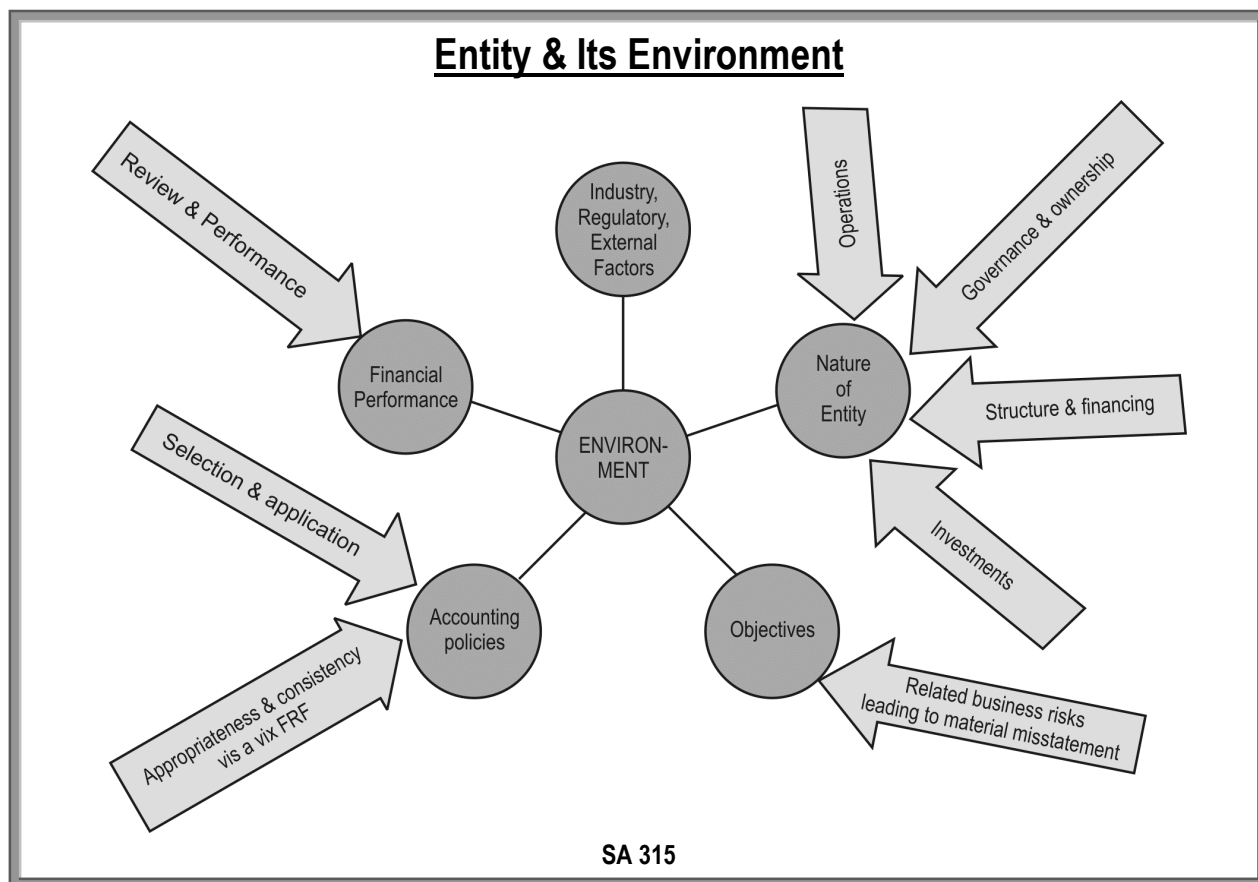 Entity & Its Environment
Review & Performance
Industry,
Regulatory,
External
Factors
Operations
Governance & ownership
Financial
Performance
Nature
of
Entity
Structure & financing
Selection & application
ENVIRON-
MENT
Investments
Accounting
policies
Objectives
Appropriateness & consistency
vis a vix FRF
Related business risks
leading to material misstatement
SA 315